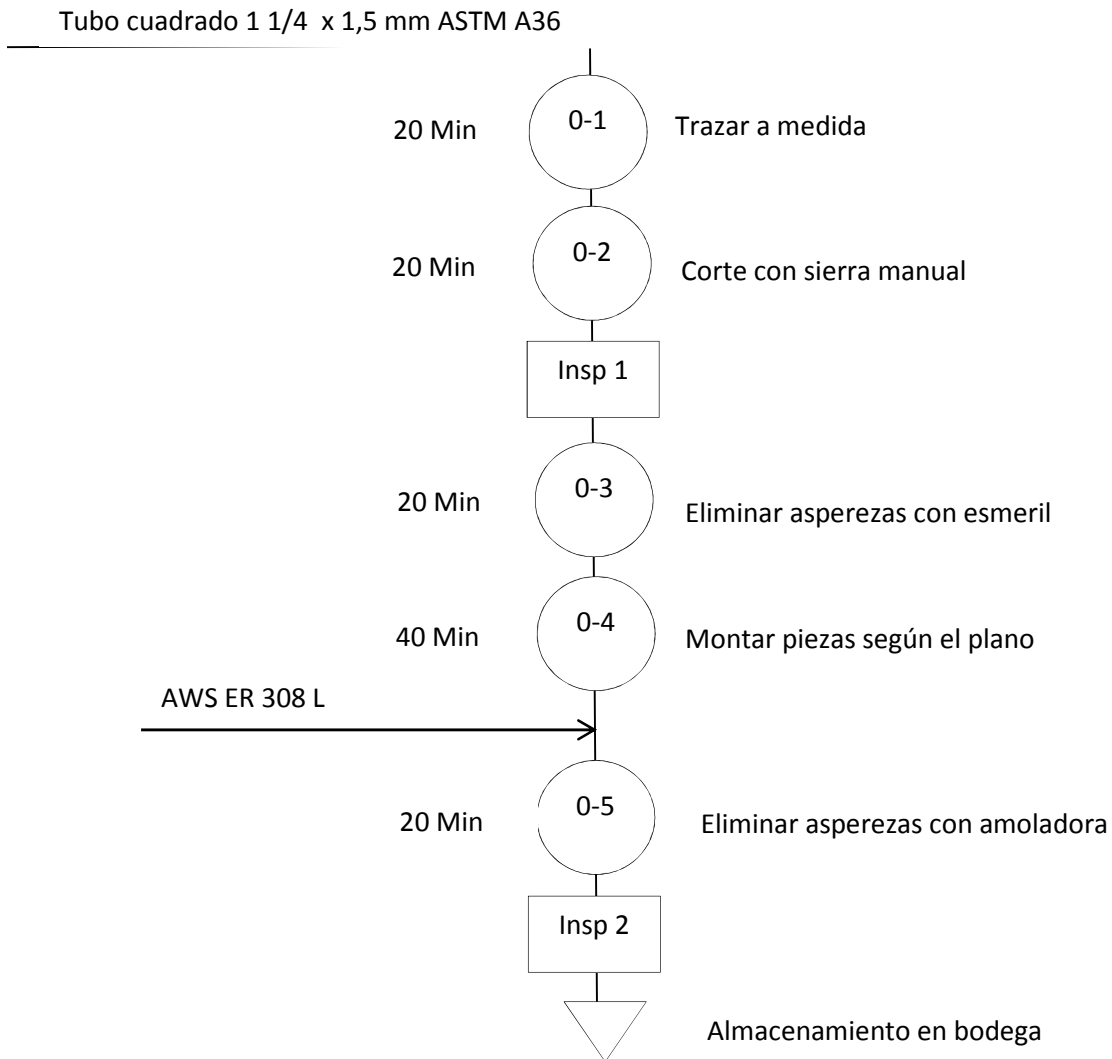 Tubo cuadrado 1 1/4  x 1,5 mm ASTM A36
20 Min
0-1
Trazar a medida
20 Min
0-2
Corte con sierra manual
Insp 1
20 Min
0-3
Eliminar asperezas con esmeril
40 Min
0-4
Montar piezas según el plano
AWS ER 308 L
20 Min
0-5
Eliminar asperezas con amoladora
Insp 2
Almacenamiento en bodega